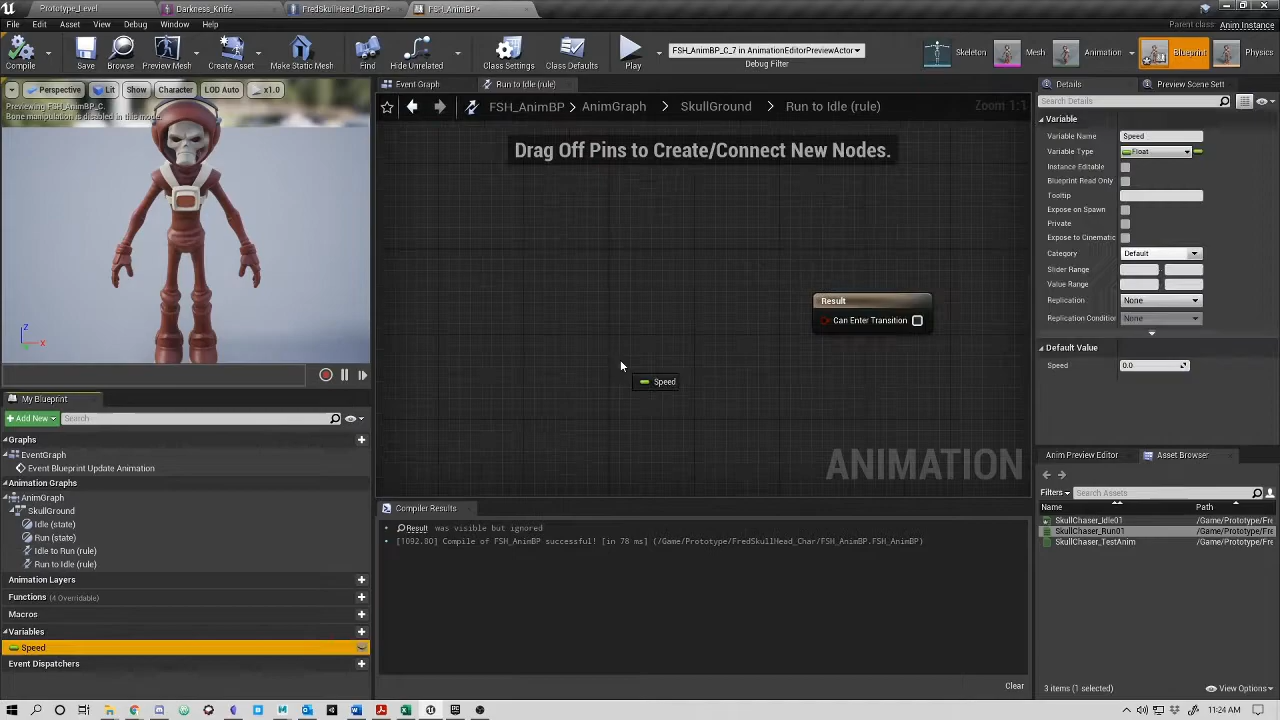 Prototype_Level
Darkness_Knife
FredSkullHead_CharBP*
FSH_AnimBP*
File Edit Asset View Debug Window Help
Parent class: Anim Instance
Compile
Save
Browse
Preview Mesh
Create Asset
Make Static Mesh
Find
Hide Unrelated
Class Settings
Class Defaults
Play
FSH_AnimBP_C_7 in AnimationEditorPreviewActor
Debug Filter
Skeleton
Mesh
Animation
Blueprint
Physics
Perspective
Lit
Show
Character
LOD Auto
x1.0
Previewing FSH_AnimBP_C.
Bone manipulation is disabled in this mode.
Z
X
Event Graph
Run to Idle (rule)
FSH_AnimBP > AnimGraph > SkullGround > Run to Idle (rule)
Zoom 1:1
Drag Off Pins to Create/Connect New Nodes.
Result
Can Enter Transition
Speed
ANIMATION
My Blueprint
Add New
Search
Graphs
EventGraph
Event Blueprint Update Animation
Animation Graphs
AnimGraph
SkullGround
Idle (state)
Run (state)
Idle to Run (rule)
Run to Idle (rule)
Animation Layers
Functions (4 Overridable)
Macros
Variables
Speed
Event Dispatchers
Compiler Results
Result was visible but ignored
[1092.80] Compile of FSH_AnimBP successful! [in 78 ms] (/Game/Prototype/FredSkullHead_Char/FSH_AnimBP.FSH_AnimBP)
Clear
Details
Preview Scene Sett
Search Details
Variable
Variable Name Speed
Variable Type Float
Instance Editable
Blueprint Read Only
Tooltip
Expose on Spawn
Private
Expose to Cinematic
Category Default
Slider Range
Value Range
Replication None
Replication Condition None
Default Value
Speed 0.0
Anim Preview Editor
Asset Browser
Filters
Search Assets
Name Path
SkullChaser_Idle01 /Game/Prototype/Fre
SkullChaser_Run01 /Game/Prototype/Fre
SkullChaser_TestAnim /Game/Prototype/Fre
3 items (1 selected)
View Options
11:24 AM